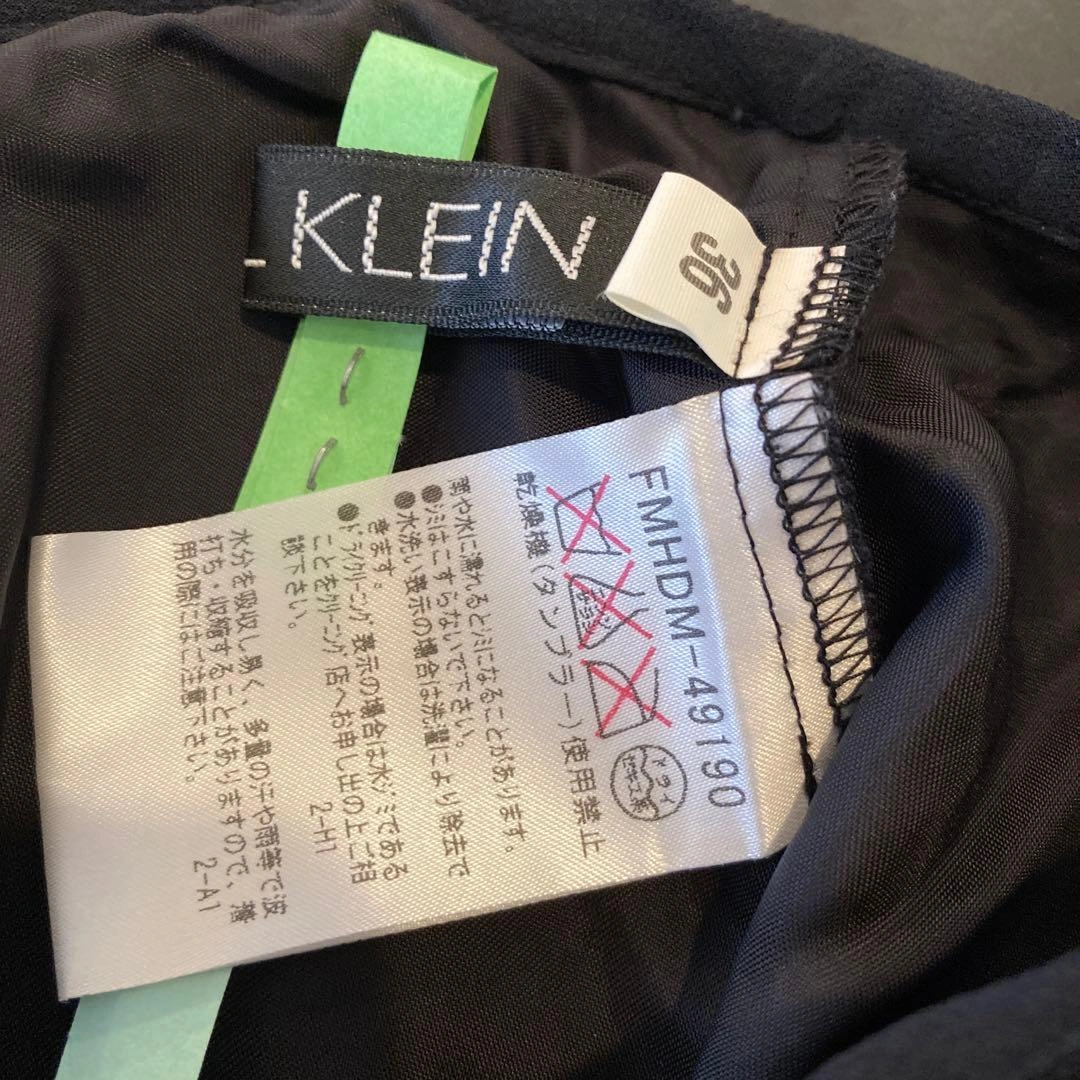 KLEIN
36
FMHDM-49190
ドライ
セキユ系
乾燥機(タンブラー)使用禁止
雨や水に濡れるとシミになることがあります。
●シミはこすらないで下さい。
●水洗い表示の場合は洗濯により除去で
きます。
●ドライクリーニング表示の場合は水ジミである
ことをクリーニング店へお申し出の上ご相
談下さい。
2-H1
水分を吸収し易く、多量の汗や雨等で波
打ち・収縮することがありますので、着
用の際にはご注意下さい。
2-A1